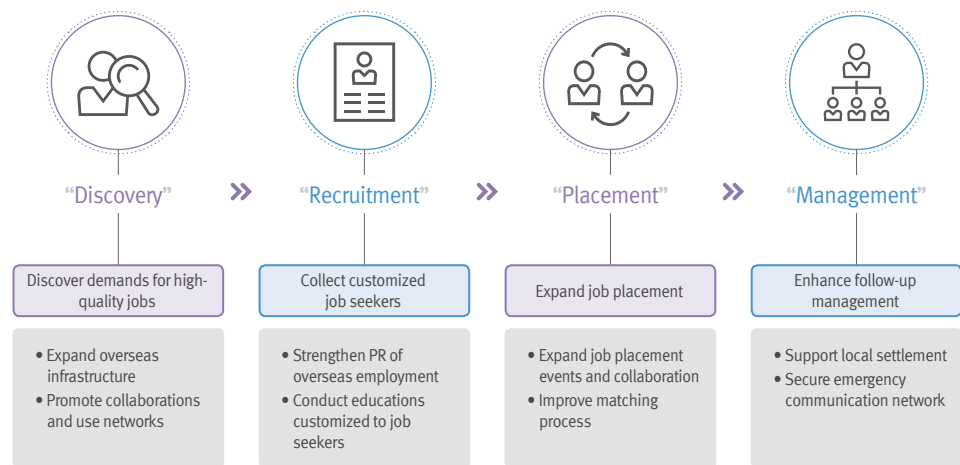 “Discovery”
“Recruitment”
“Placement”
“Management”
Discover demands for high-
quality jobs
Collect customized
job seekers
Expand job placement
Enhance follow-up
management
• Expand overseas
infrastructure
• Promote collaborations
and use networks
• Strengthen PR of
overseas employment
• Conduct educations
customized to job
seekers
• Expand job placement
events and collaboration
• Improve matching
process
• Support local settlement
• Secure emergency
communication network